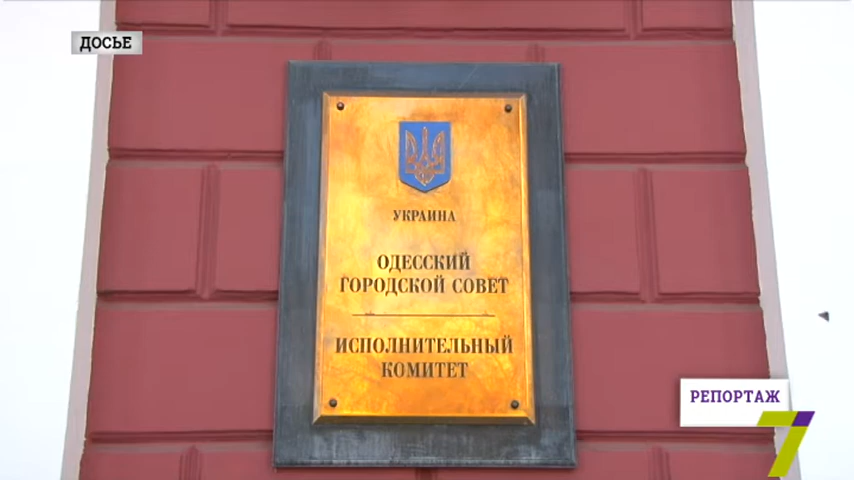 ДОСЬЕ
УКРАИНА
ОДЕССКИЙ
ГОРОДСКОЙ СОВЕТ
ИСПОЛНИТЕЛЬНЫЙ
КОМИТЕТ
РЕПОРТАЖ
7